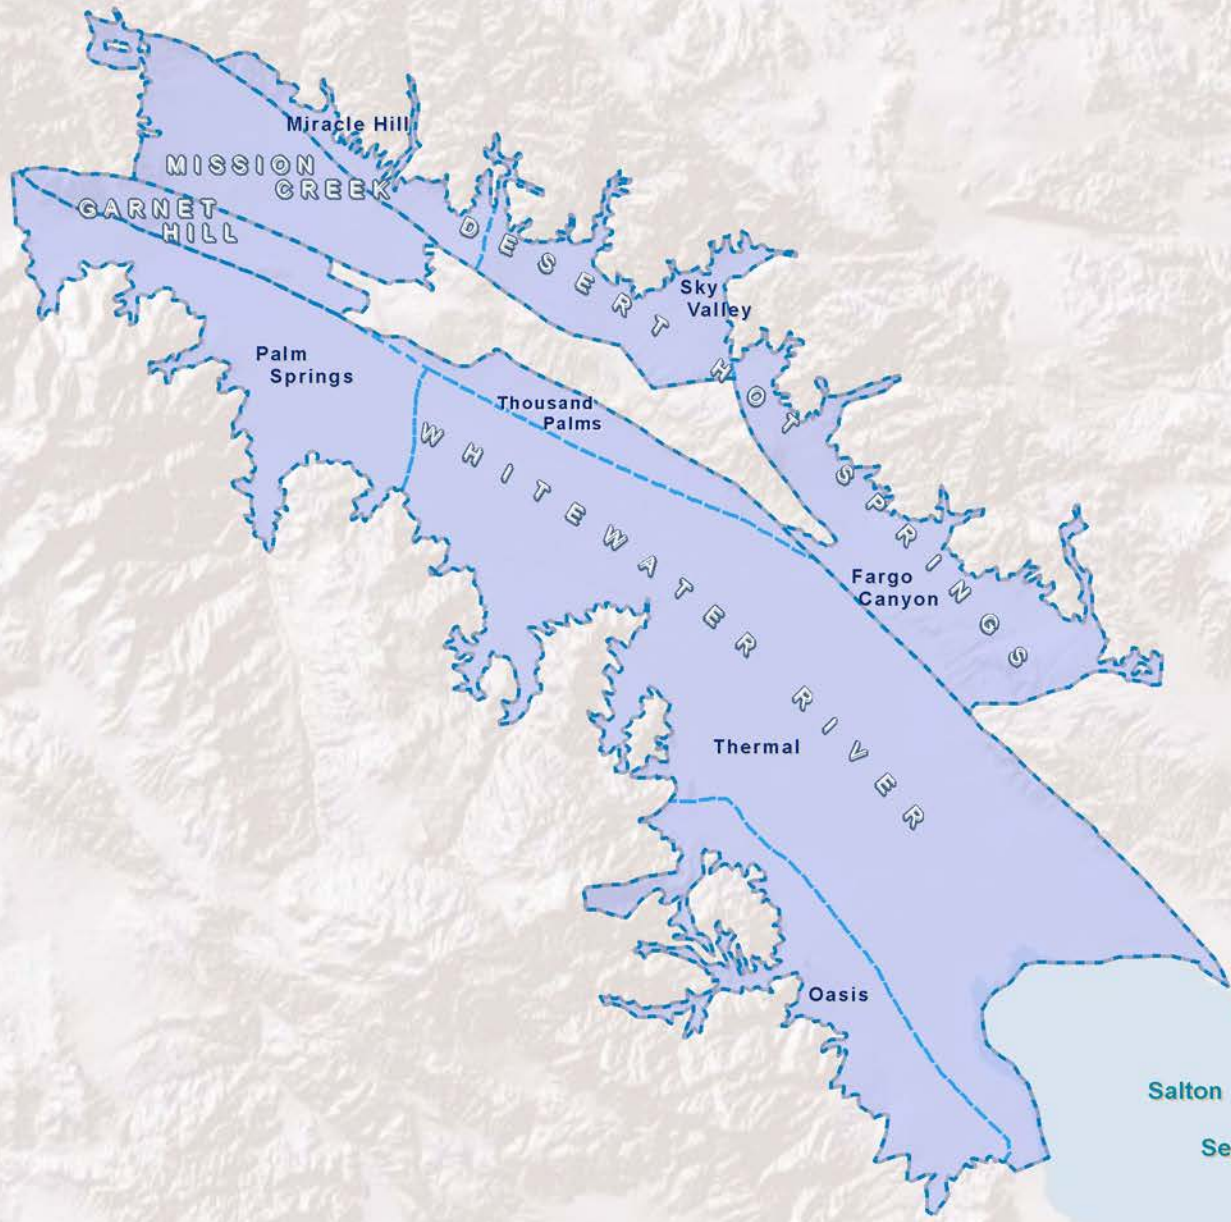 Miracle Hill
MISSION
CREEK
GARNET
HILL
DESERT HOT SPRINGS
Sky
Valley
Palm
Springs
Thousand
Palms
WHITEWATER RIVER
Fargo
Canyon
Thermal
Oasis
Salton
Se